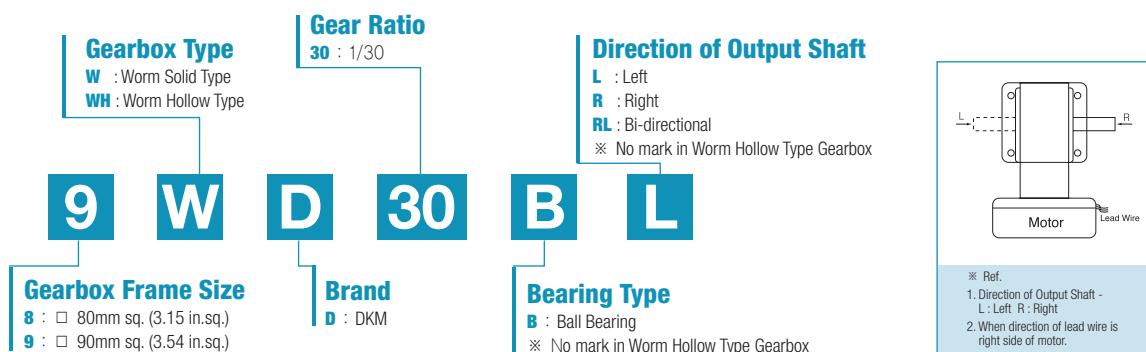 Gear Ratio
30 : 1/30
Gearbox Type
W : Worm Solid Type
WH : Worm Hollow Type
Direction of Output Shaft
L : Left
R : Right
RL : Bi-directional
※ No mark in Worm Hollow Type Gearbox
9 W D 30 B L
Gearbox Frame Size
8 : □ 80mm sq. (3.15 in.sq.)
9 : □ 90mm sq. (3.54 in.sq.)
Brand
D : DKM
Bearing Type
B : Ball Bearing
※ No mark in Worm Hollow Type Gearbox
L
R
Lead Wire
Motor
※ Ref.
1. Direction of Output Shaft -
L : Left R : Right
2. When direction of lead wire is
right side of motor.